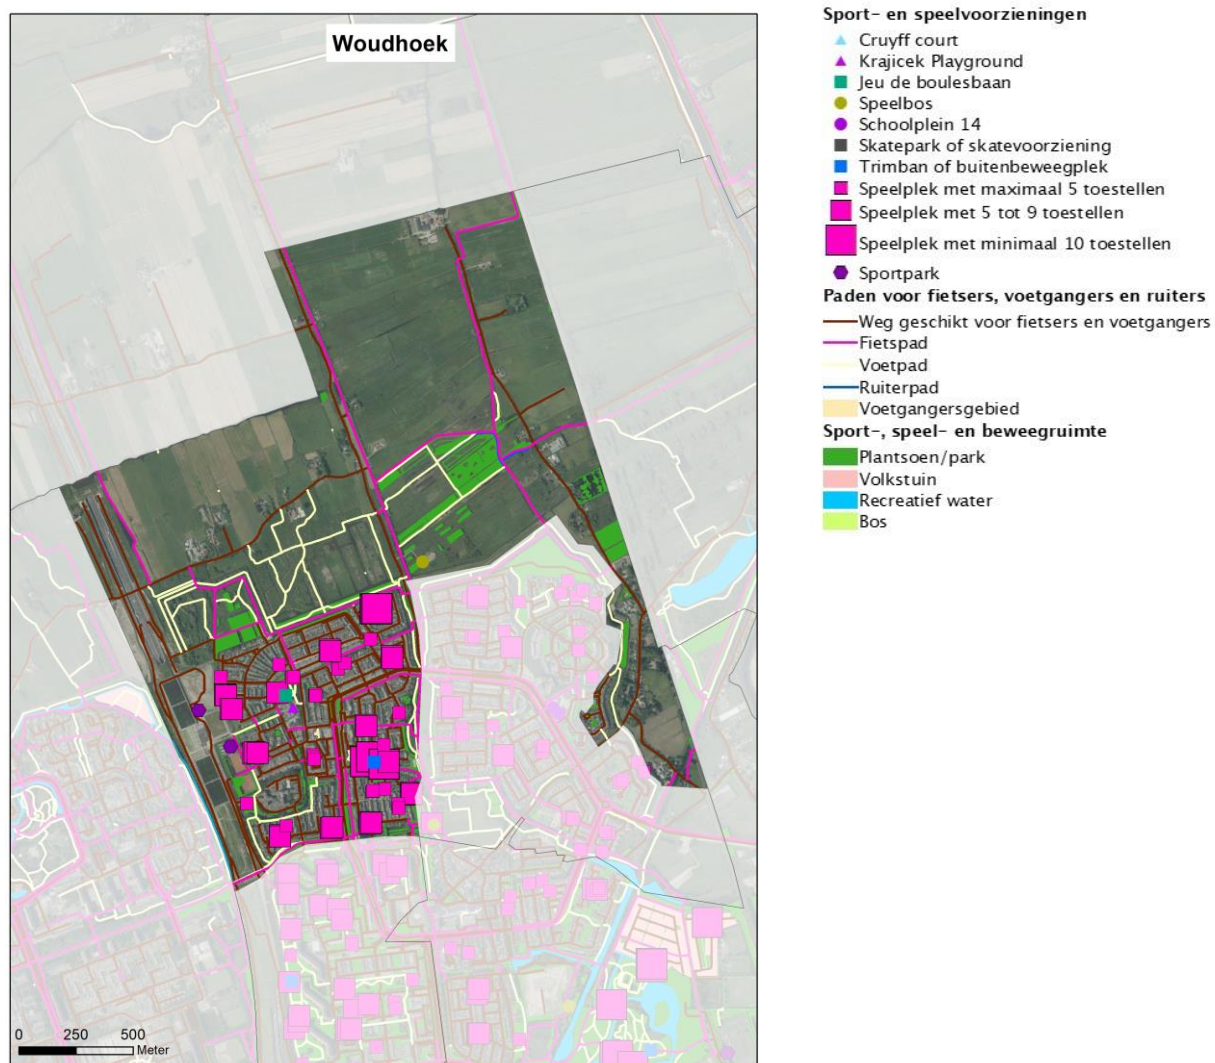 Woudhoek
Sport- en speelvoorzieningen
Cruyff court
Krajicek Playground
Jeu de boulesbaan
Speelbos
Schoolplein 14
Skatepark of skatevoorziening
Trimban of buitenbeweegplek
Speelplek met maximaal 5 toestellen
Speelplek met 5 tot 9 toestellen
Speelplek met minimaal 10 toestellen
Sportpark
Paden voor fietsers, voetgangers en ruiters
Weg geschikt voor fietsers en voetgangers
Fietspad
Voetpad
Ruiterpad
Voetgangersgebied
Sport-, speel- en beweegruimte
Plantsoen/park
Volkstuin
Recreatief water
Bos
0 250 500
Meter